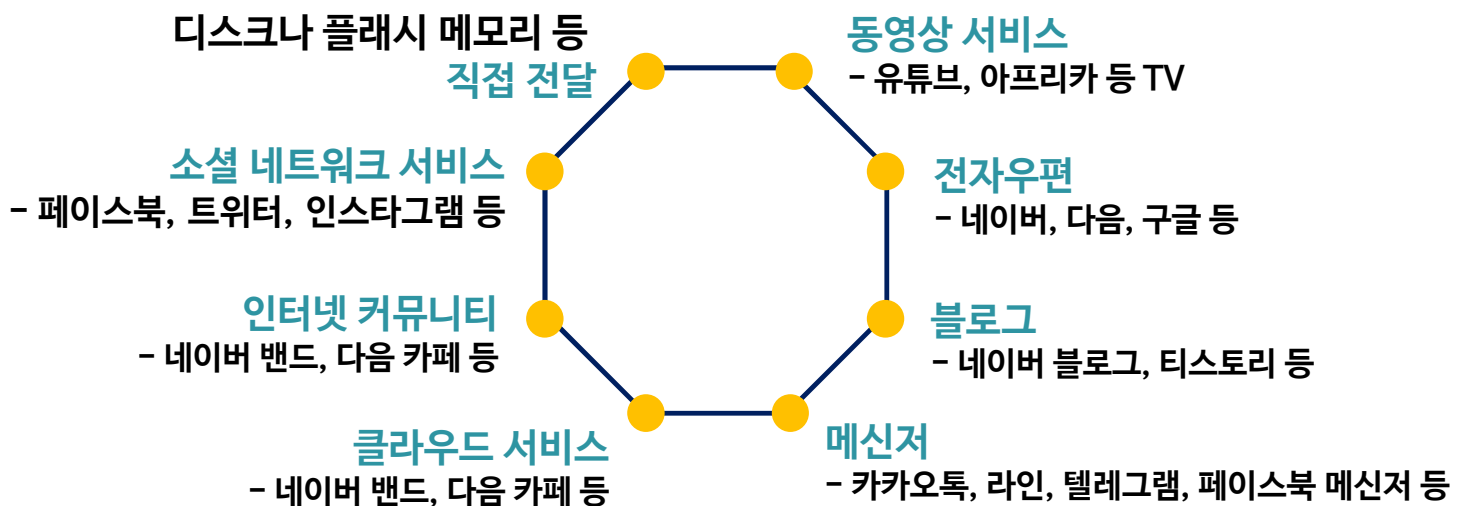 디스크나 플래시 메모리 등
직접 전달
동영상 서비스
- 유튜브, 아프리카 등 TV
소셜 네트워크 서비스
- 페이스북, 트위터, 인스타그램 등
전자우편
- 네이버, 다음, 구글 등
인터넷 커뮤니티
- 네이버 밴드, 다음 카페 등
블로그
- 네이버 블로그, 티스토리 등
클라우드 서비스
- 네이버 밴드, 다음 카페 등
메신저
- 카카오톡, 라인, 텔레그램, 페이스북 메신저 등